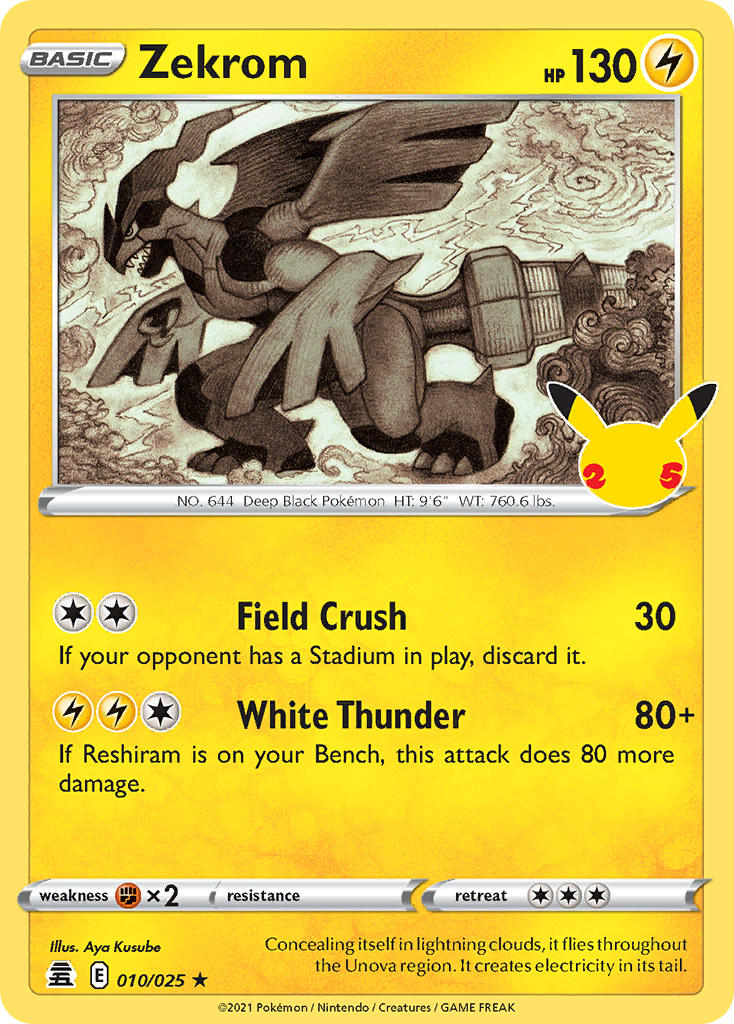 BASIC Zekrom HP 130
NO. 644 Deep Black Pokémon HT: 9'6" WT: 760.6 lbs.
25
Field Crush 30
If your opponent has a Stadium in play, discard it.
White Thunder 80+
If Reshiram is on your Bench, this attack does 80 more
damage.
weakness ×2 resistance retreat
Illus. Aya Kusube
Concealing itself in lightning clouds, it flies throughout
the Unova region. It creates electricity in its tail.
E 010/025 ★
©2021 Pokémon / Nintendo / Creatures / GAME FREAK